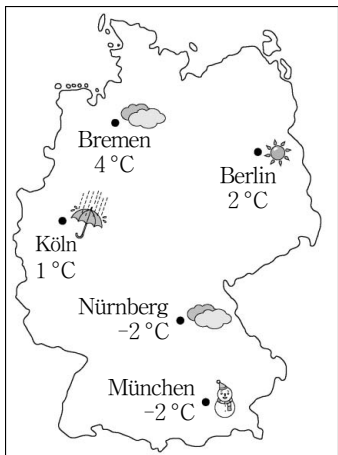 Bremen
4 °C
Berlin
2 °C
Köln
1 °C
Nürnberg
-2 °C
München
-2 °C